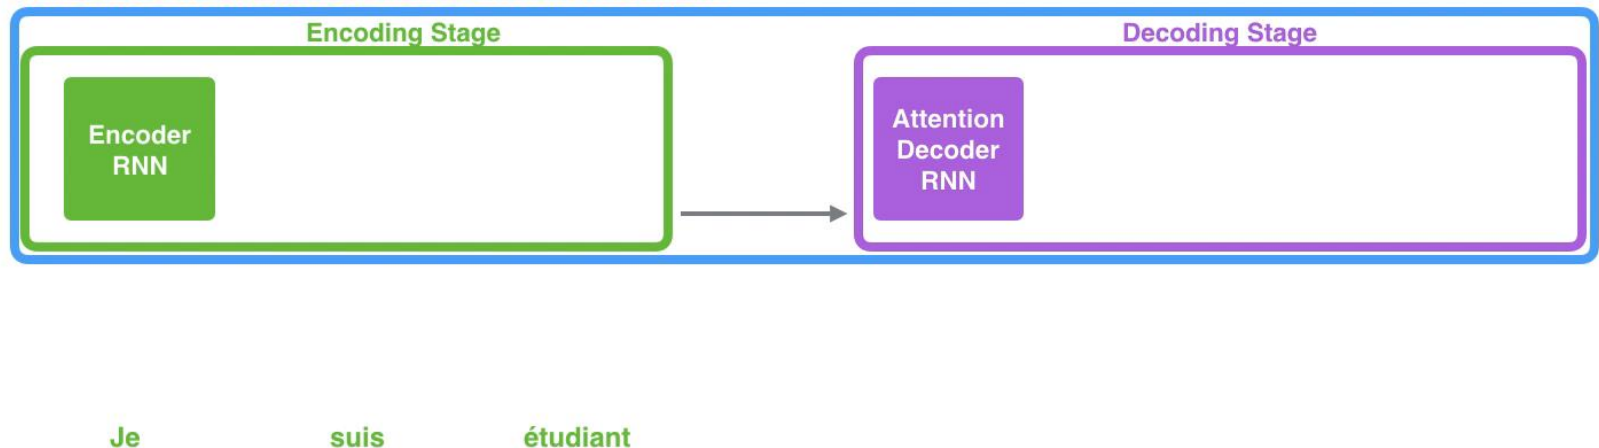 Encoding Stage
Decoding Stage
Encoder
RNN
Attention
Decoder
RNN
Je suis étudiant